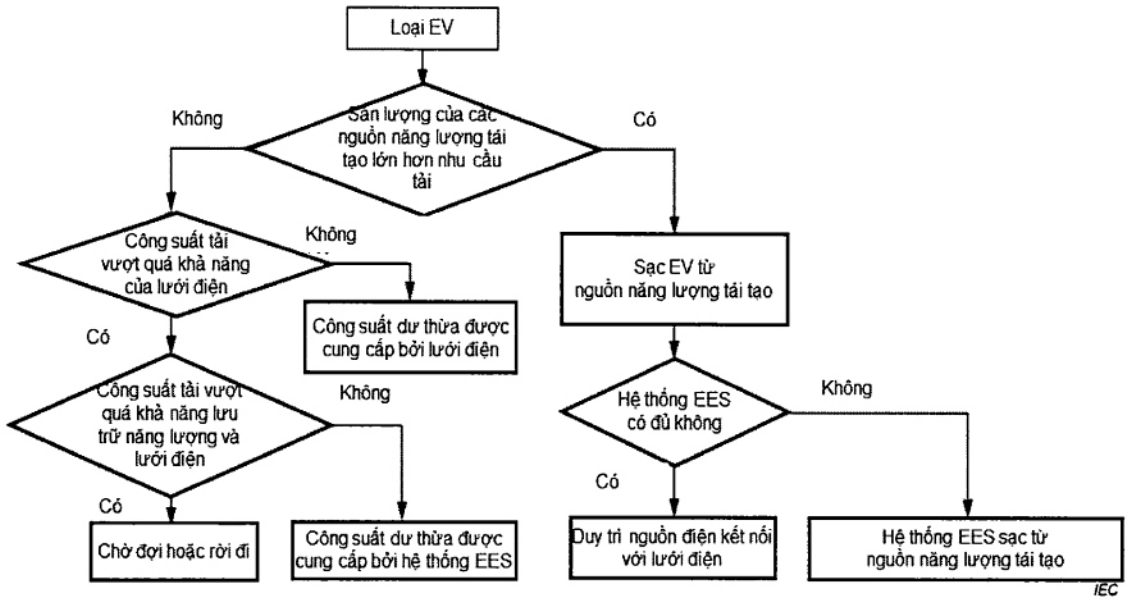 Loại EV
Không
Sản lượng của các
nguồn năng lượng tái
tạo lớn hơn nhu cầu
tải
Có
Công suất tải
vượt quá khả năng
của lưới điện
Không
Sạc EV từ
nguồn năng lượng tái tạo
Công suất dư thừa được
cung cấp bởi lưới điện
Có
Công suất tải vượt
quá khả năng lưu
trữ năng lượng và
lưới điện
Không
Hệ thống EES
có đủ không
Không
Có
Có
Chờ đợi hoặc rời đi
Công suất dư thừa được
cung cấp bởi hệ thống EES
Duy trì nguồn điện kết nối
với lưới điện
Hệ thống EES sạc từ
nguồn năng lượng tái tạo
IEC